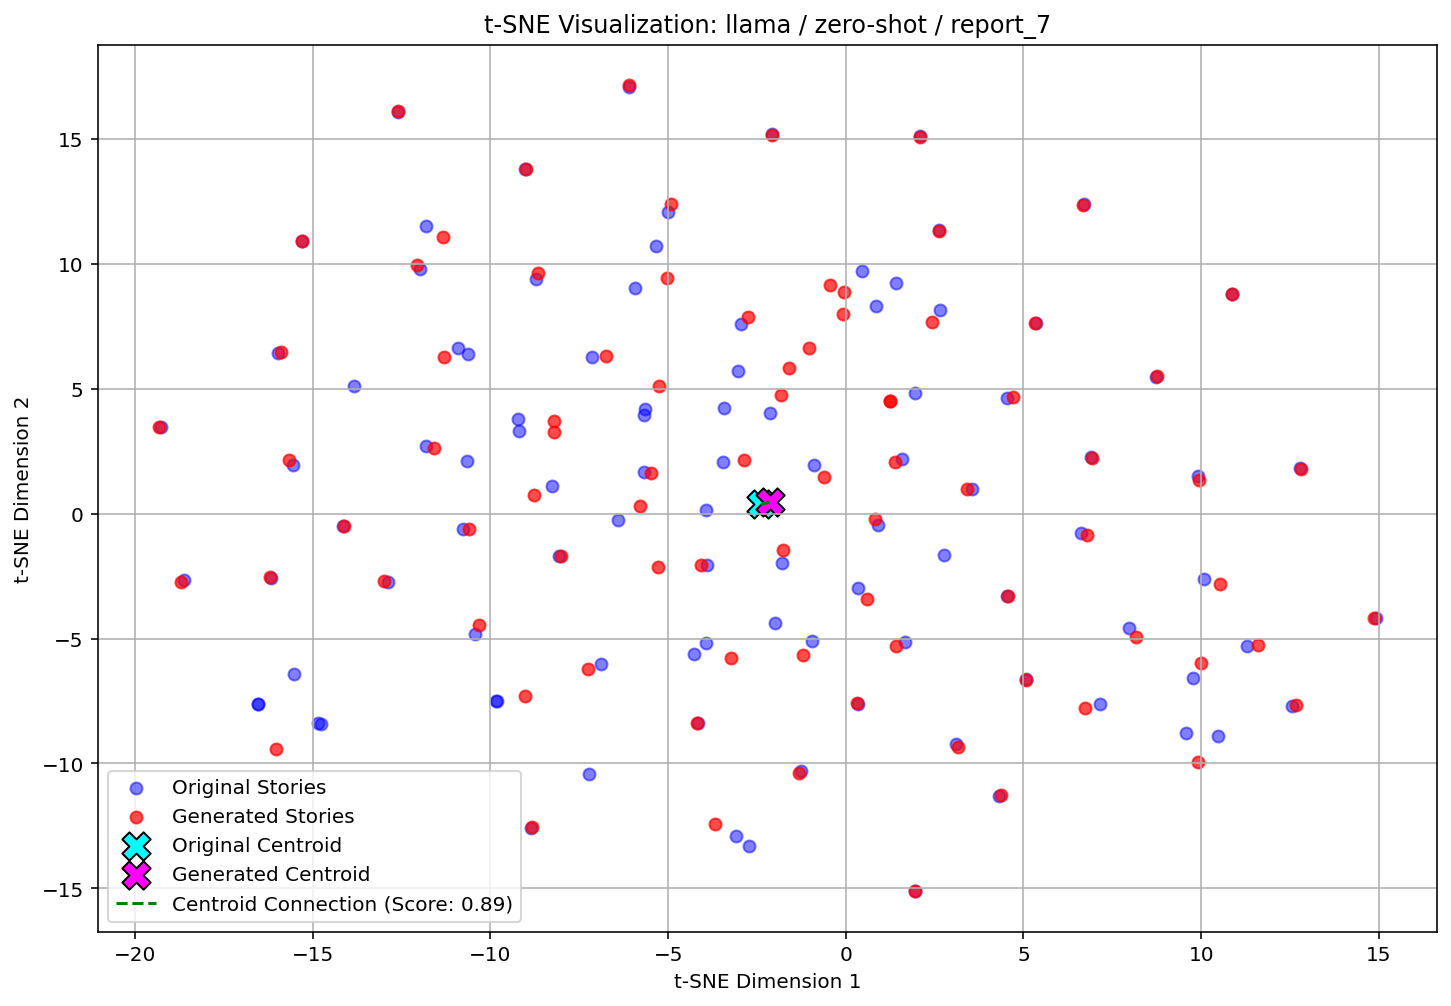 t-SNE Visualization: llama / zero-shot / report_7
t-SNE Dimension 2
15
10
5
0
−5
−10
−15
Original Stories
Generated Stories
Original Centroid
Generated Centroid
Centroid Connection (Score: 0.89)
−20
−15
−10
−5
0
5
10
15
t-SNE Dimension 1